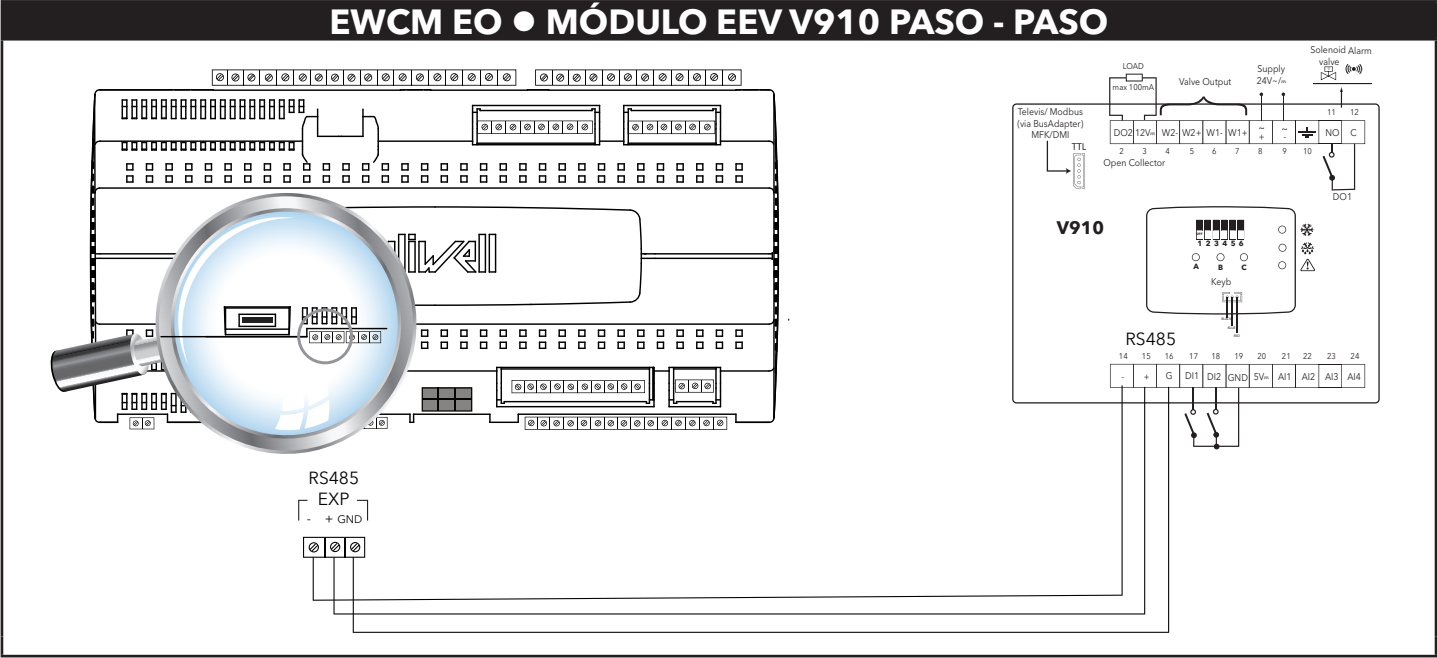 EWCM EO ● MÓDULO EEV V910 PASO - PASO
Solenoid Alarm
valve
LOAD
max 100mA
Valve Output
Supply
24V~/⎓
Televis/ Modbus
(via BusAdapter)
MFK/DMI
TTL
11 12
DO2 12V⎓ W2- W2+ W1- W1+ ~ + ~ - NO C
2 3 4 5 6 7 8 9 10
Open Collector
DO1
V910
1 2 3 4 5 6
A B C
Keyb
eliwell
RS485
14 15 16 17 18 19 20 21 22 23 24
- + G DI1 DI2 GND 5V⎓ AI1 AI2 AI3 AI4
RS485
EXP
- + GND